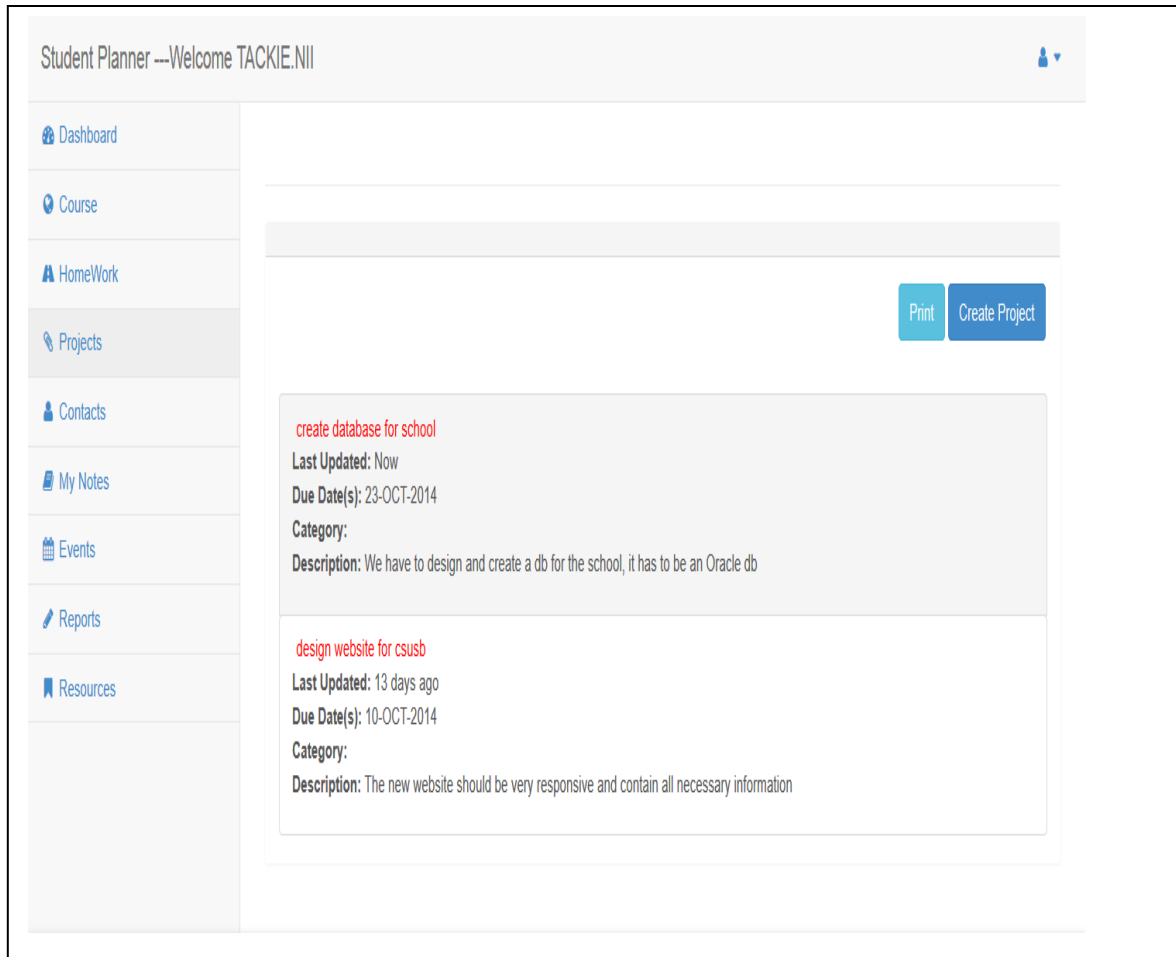 Student Planner ---Welcome TACKIE.NII
Dashboard
Course
HomeWork
Projects
Contacts
My Notes
Events
Reports
Resources
Print
Create Project
create database for school
Last Updated: Now
Due Date(s): 23-OCT-2014
Category:
Description: We have to design and create a db for the school, it has to be an Oracle db
design website for csusb
Last Updated: 13 days ago
Due Date(s): 10-OCT-2014
Category:
Description: The new website should be very responsive and contain all necessary information